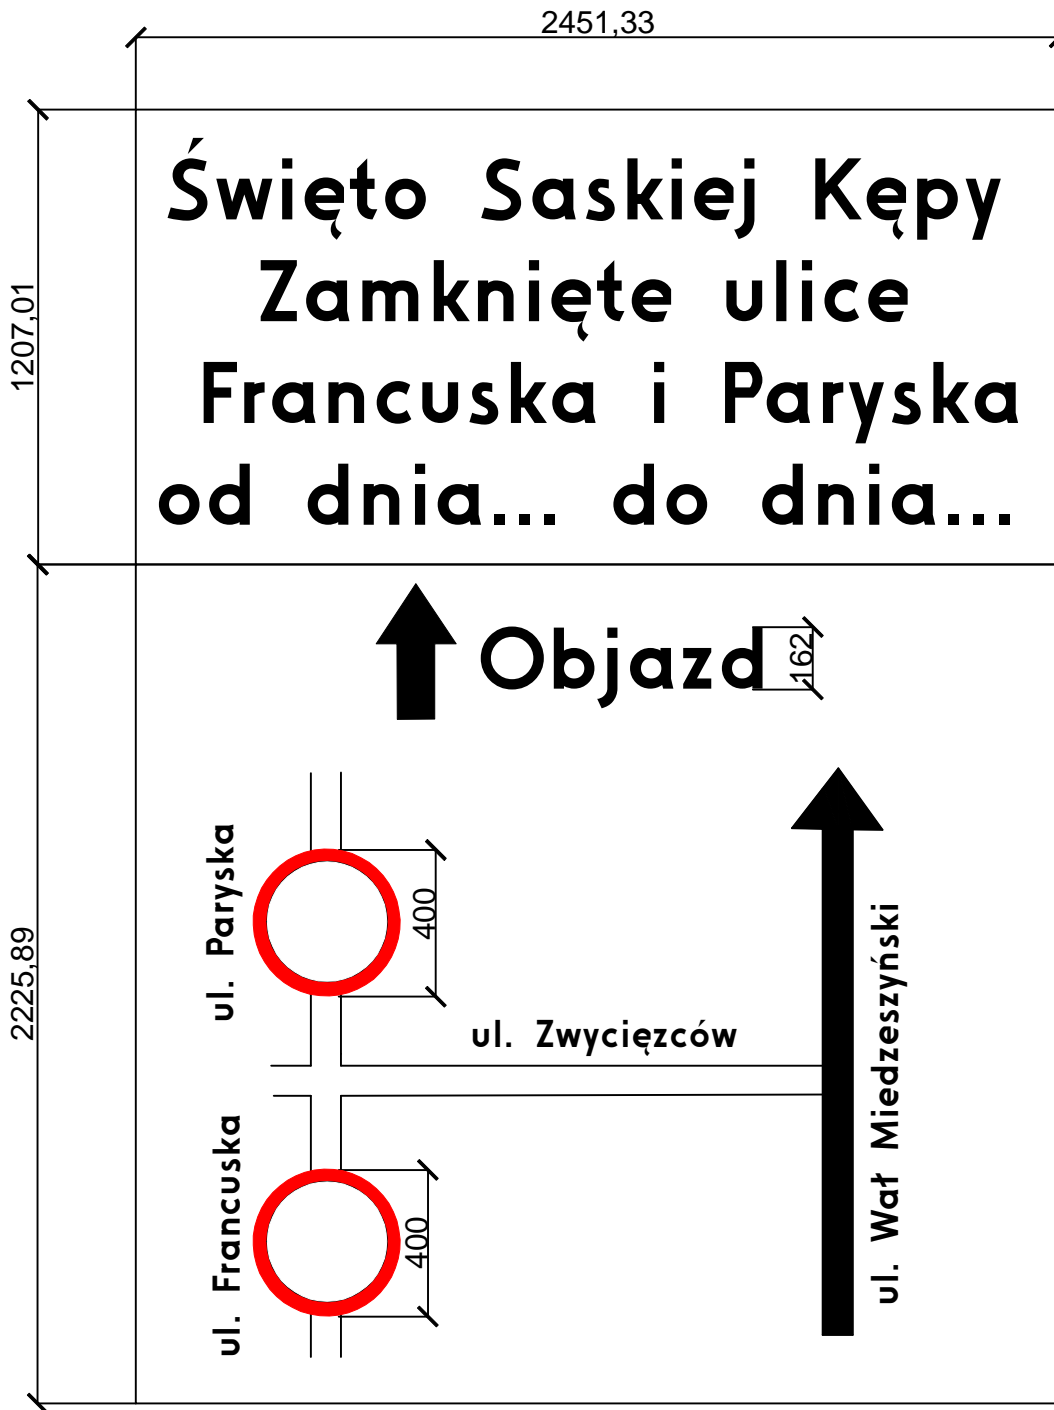 2451,33
Święto Saskiej Kępy
Zamknięte ulice
Francuska i Paryska
od dnia... do dnia...
1207,01
Objazd
162
ul. Paryska
400
2225,89
ul. Zwycięzców
ul. Wał Miedzeszyński
ul. Francuska
400